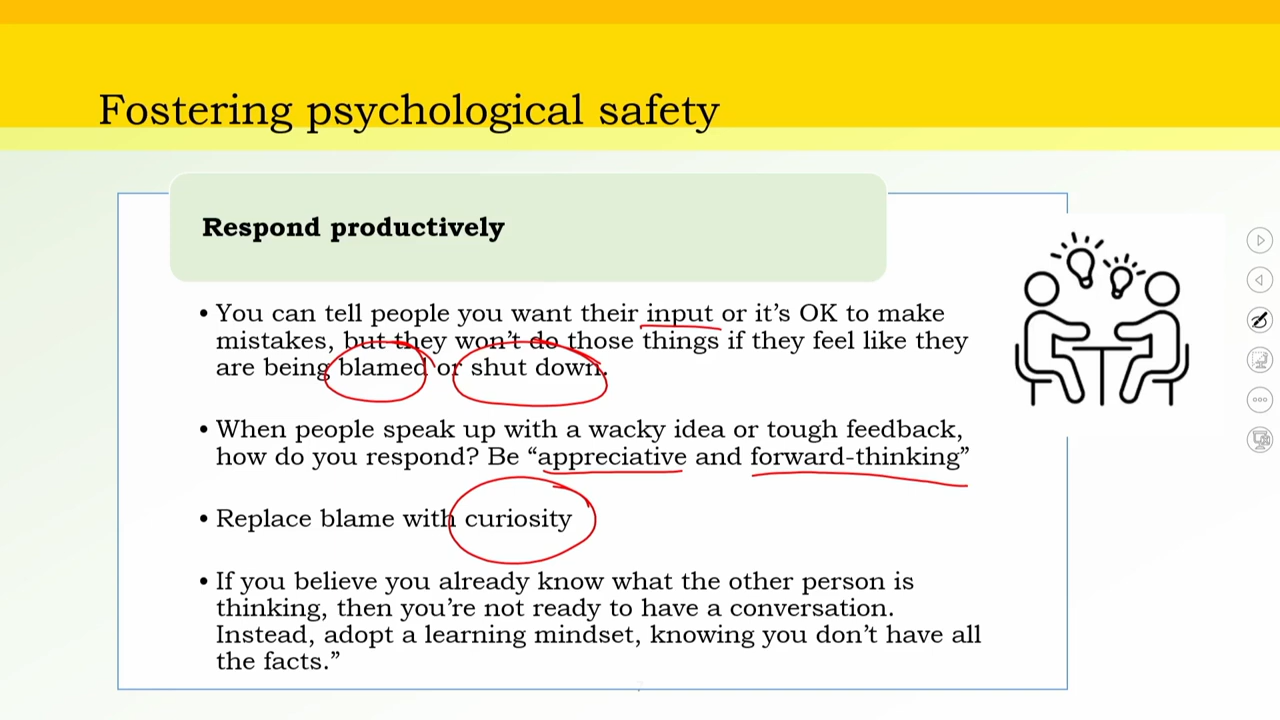 Fostering psychological safety
Respond productively
• You can tell people you want their input or it’s OK to make
mistakes, but they won’t do those things if they feel like they
are being blamed or shut down.
• When people speak up with a wacky idea or tough feedback,
how do you respond? Be “appreciative and forward-thinking”
• Replace blame with curiosity
• If you believe you already know what the other person is
thinking, then you’re not ready to have a conversation.
Instead, adopt a learning mindset, knowing you don’t have all
the facts.”